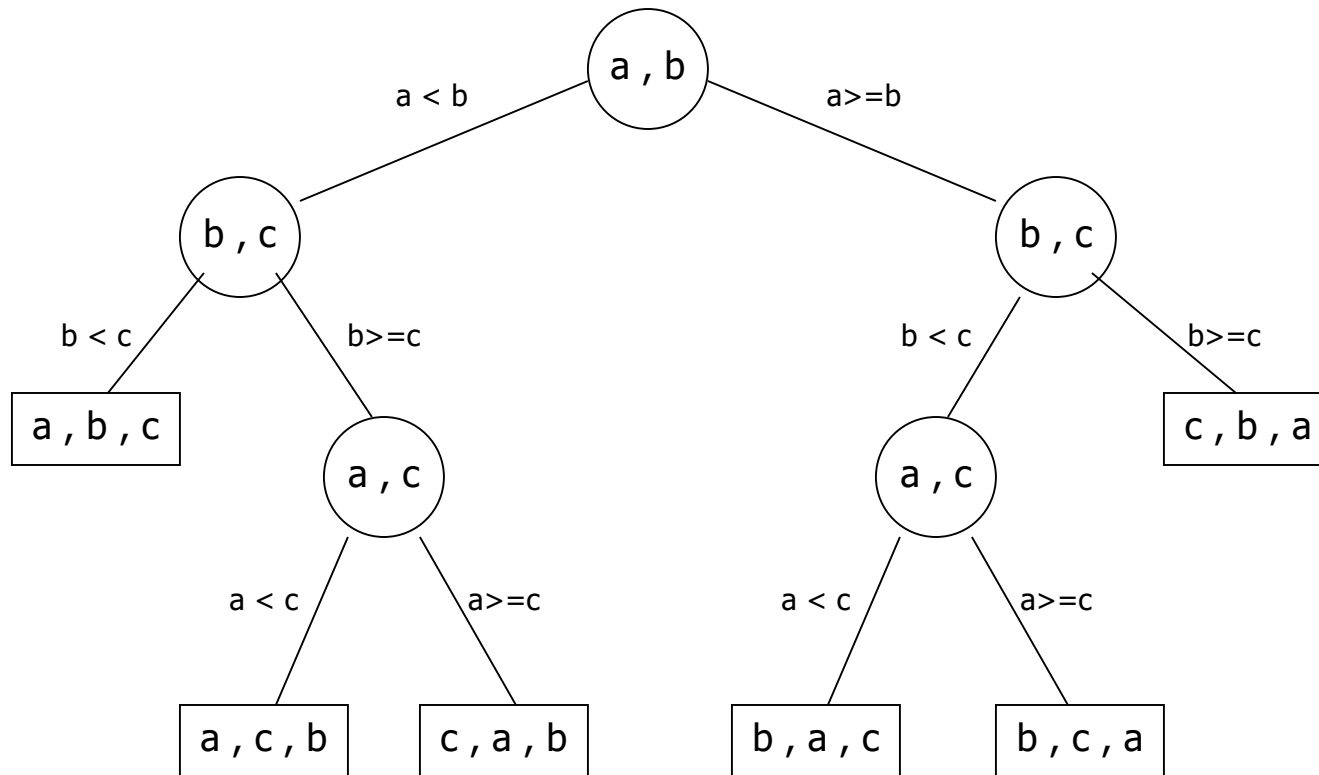 a,b
a < b
a>=b
b,c
b,c
b < c
b>=c
b < c
b>=c
a,b,c
c,b,a
a,c
a,c
a < c
a>=c
a < c
a>=c
a,c,b
c,a,b
b,a,c
b,c,a